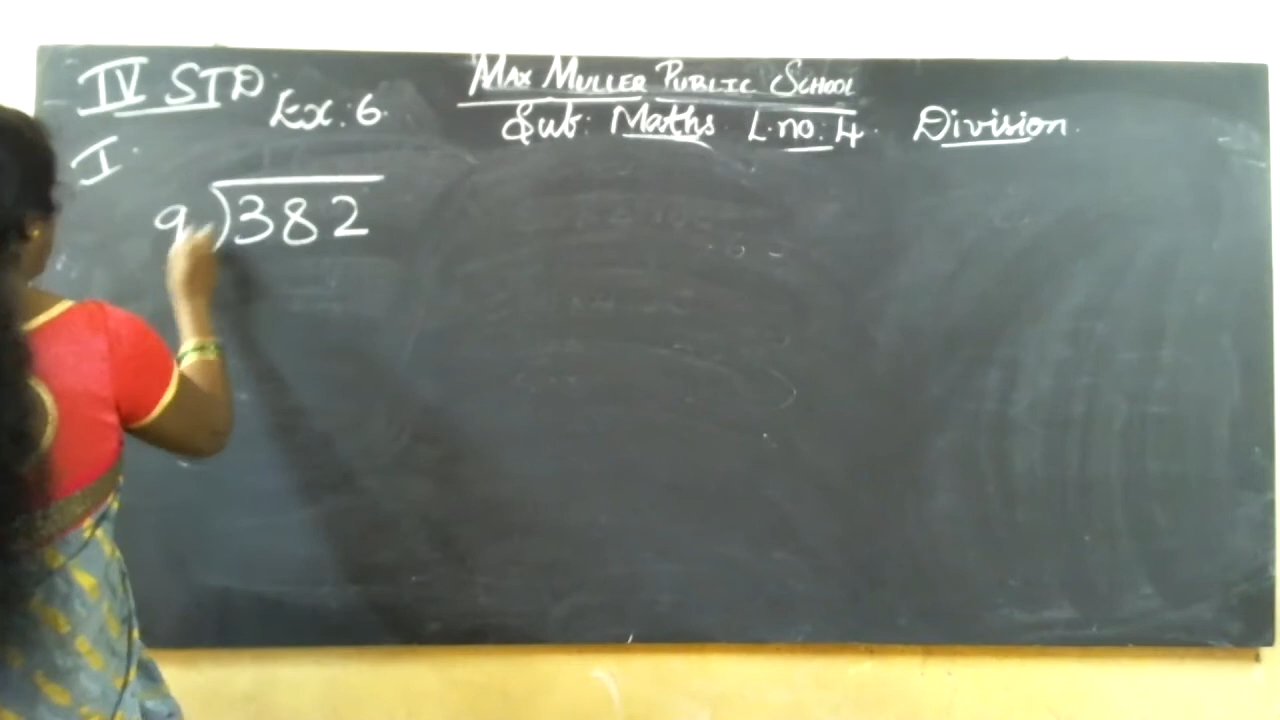 MAX MULLER PUBLIC SCHOOL
IV STD Ex: 6 Sub: Maths L.no: 4. Division.
I.
9)382